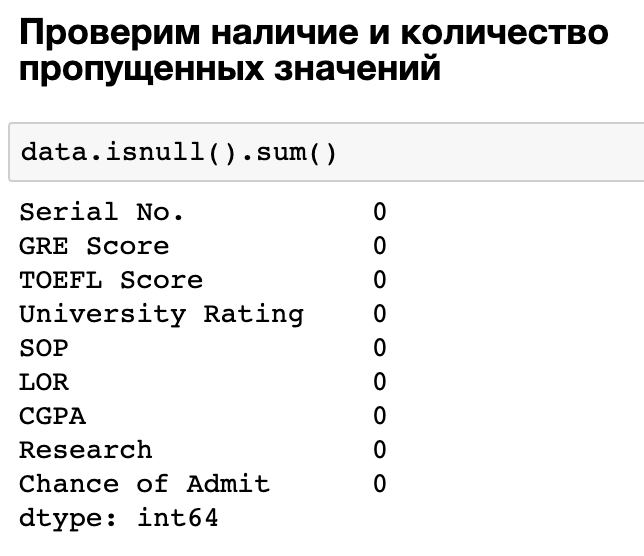 Проверим наличие и количество
пропущенных значений
data.isnull().sum()
Serial No.           0
GRE Score            0
TOEFL Score          0
University Rating    0
SOP                  0
LOR                  0
CGPA                 0
Research             0
Chance of Admit      0
dtype: int64